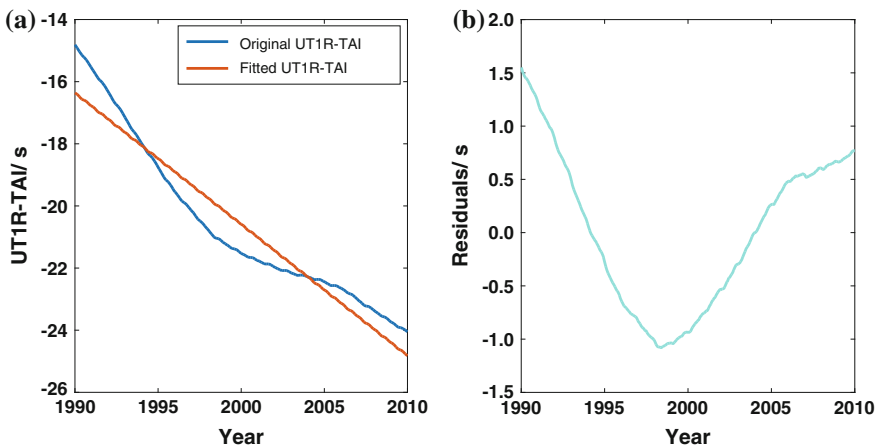 (a)
-14
-16
-18
-20
-22
-24
-26
UT1R-TAI/ s
Original UT1R-TAI
Fitted UT1R-TAI
1990 1995 2000 2005 2010
Year
(b)
2.0
1.5
1.0
0.5
0.0
-0.5
-1.0
-1.5
Residuals/ s
1990 1995 2000 2005 2010
Year